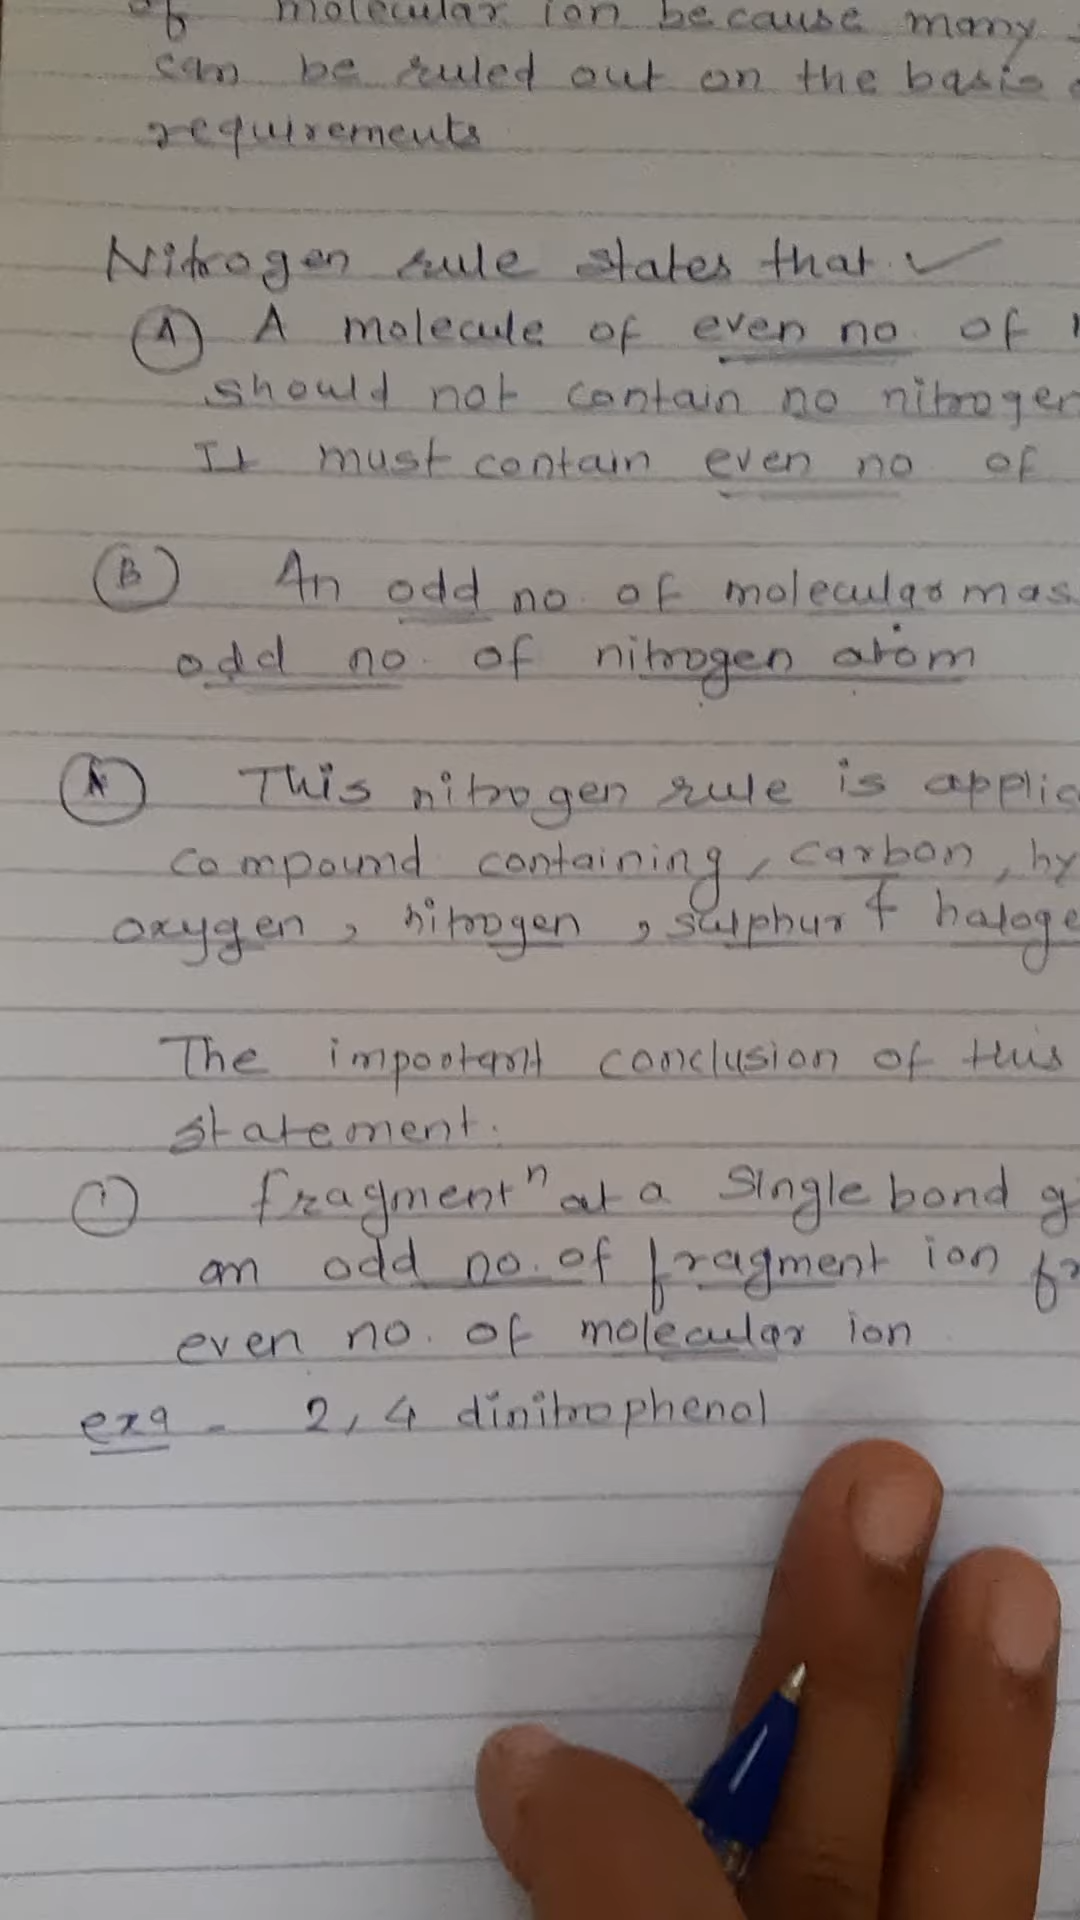 of molecular ion because many
can be ruled out on the basis
requirements
Nitrogen rule states that ✓
(A) A molecule of even no of
should not contain no nitrogen
It must contain even no of
(B) An odd no. of molecular mas
odd no. of nitrogen atom
This nitrogen rule is applic
compound containing, carbon, hy
oxygen, nitrogen, sulphur & haloge
The important conclusion of this
statement.
(1) fragmentⁿ at a single bond g
an odd no. of fragment ion fr
even no. of molecular ion
exa - 2, 4 dinitrophenol